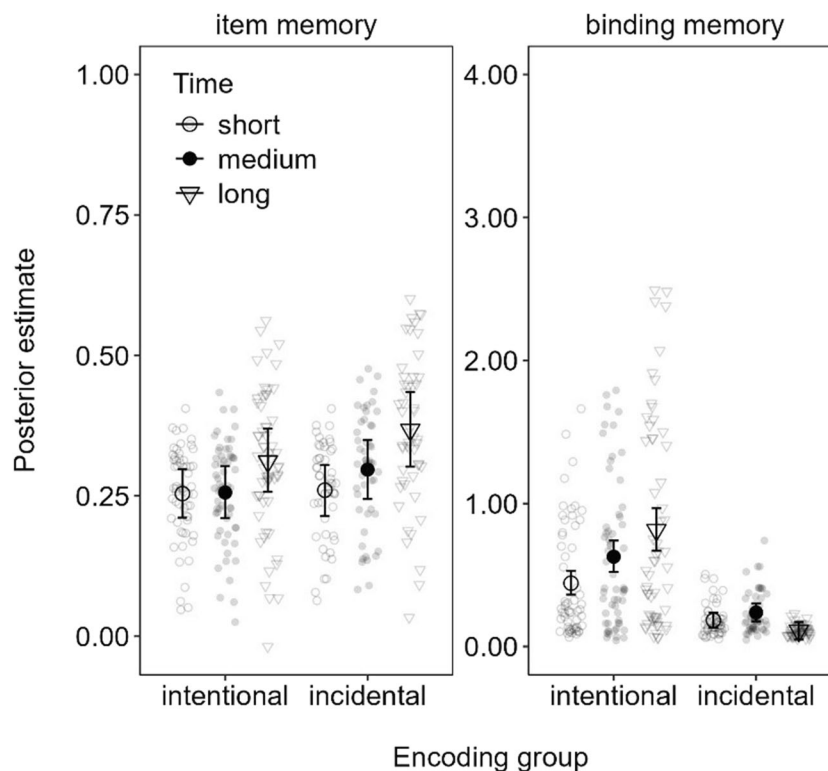 item memory
binding memory
Posterior estimate
1.00
0.75
0.50
0.25
0.00
Time
short
medium
long
intentional
incidental
4.00
3.00
2.00
1.00
0.00
intentional
incidental
Encoding group